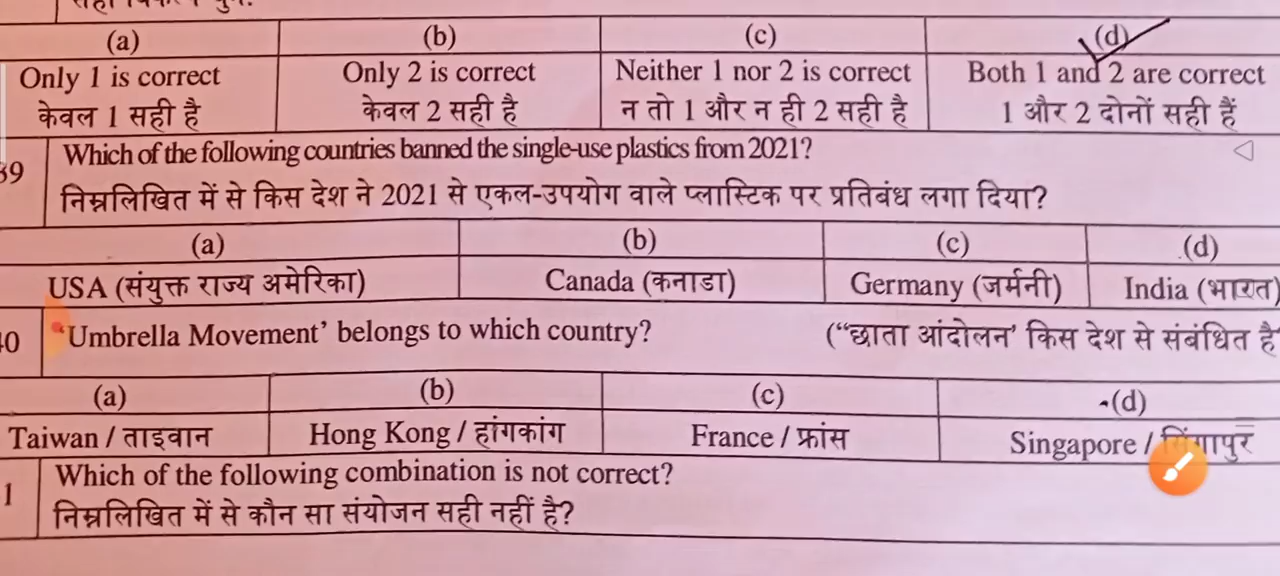 (a) (b) (c) (d)
Only 1 is correct Only 2 is correct Neither 1 nor 2 is correct Both 1 and 2 are correct
केवल 1 सही है केवल 2 सही है न तो 1 और न ही 2 सही है 1 और 2 दोनों सही हैं
39 Which of the following countries banned the single-use plastics from 2021?
निम्नलिखित में से किस देश ने 2021 से एकल-उपयोग वाले प्लास्टिक पर प्रतिबंध लगा दिया?
(a) (b) (c) (d)
USA (संयुक्त राज्य अमेरिका) Canada (कनाडा) Germany (जर्मनी) India (भारत)
40 ‘Umbrella Movement’ belongs to which country? (“छाता आंदोलन’ किस देश से संबंधित है
(a) (b) (c) (d)
Taiwan / ताइवान Hong Kong / हांगकांग France / फ्रांस Singapore / सिंगापुर
1 Which of the following combination is not correct?
निम्नलिखित में से कौन सा संयोजन सही नहीं है?